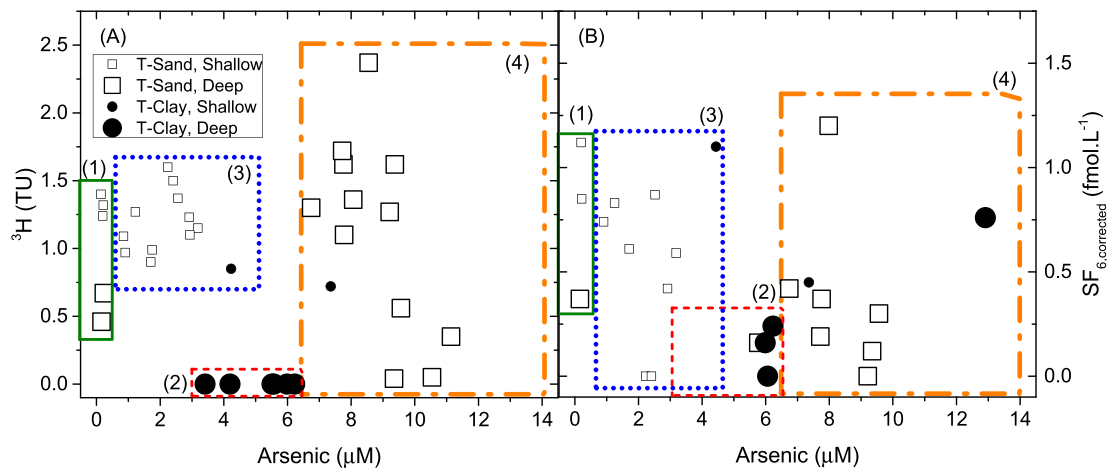 (A)
T-Sand, Shallow
T-Sand, Deep
T-Clay, Shallow
T-Clay, Deep
(1)
(3)
(2)
(4)
2.5
2.0
1.5
1.0
0.5
0.0
³H (TU)
0 2 4 6 8 10 12 14
Arsenic (μM)
(B)
(1)
(3)
(2)
(4)
1.5
1.0
0.5
0.0
SF6,corrected (fmol.L⁻¹)
0 2 4 6 8 10 12 14
Arsenic (μM)